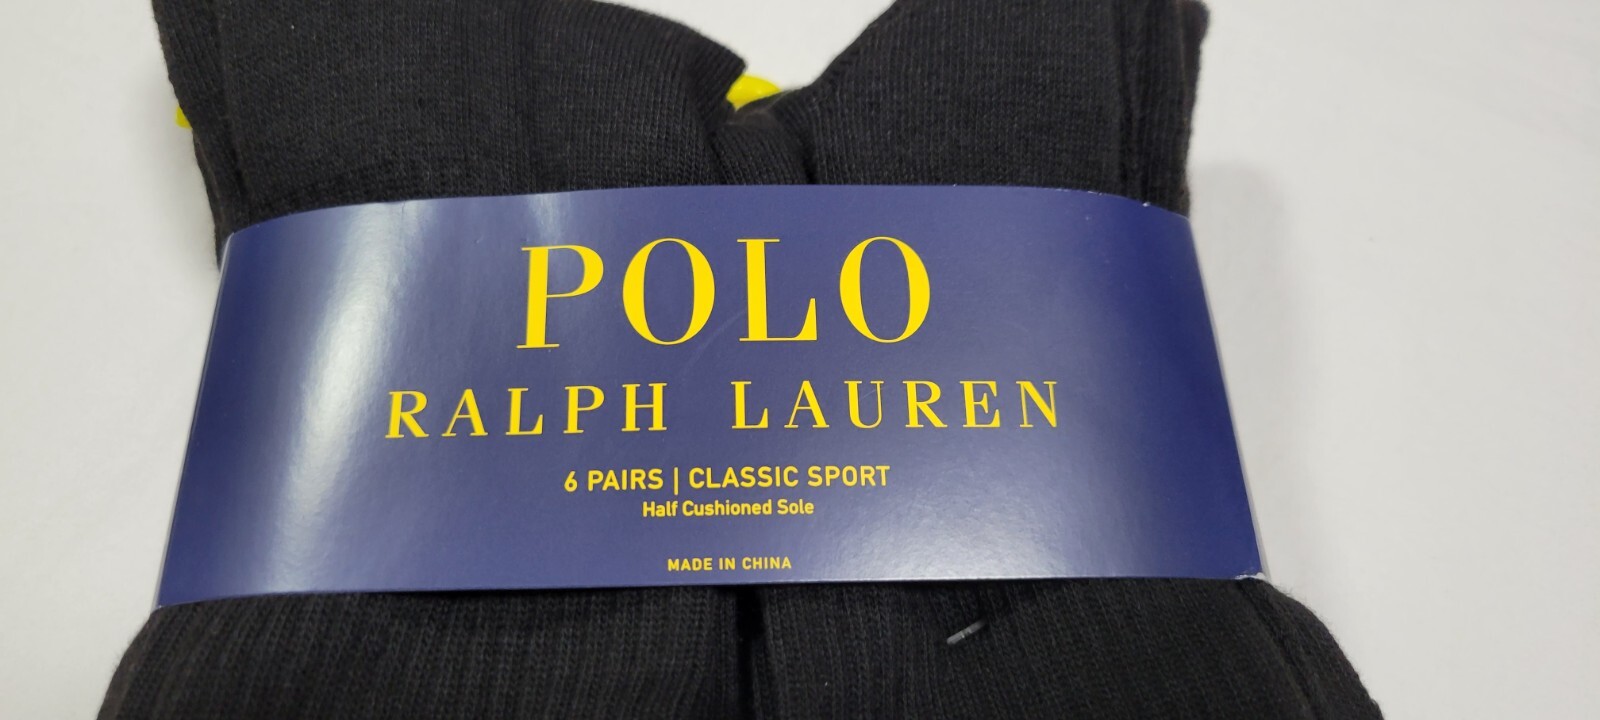 POLO
RALPH LAUREN
6 PAIRS | CLASSIC SPORT
Half Cushioned Sole
MADE IN CHINA